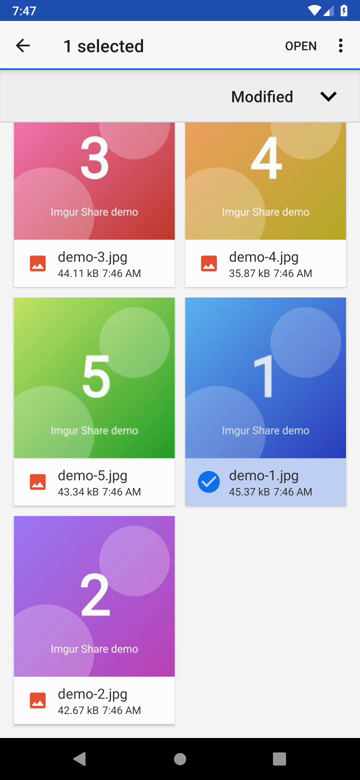 7:47
1 selected
OPEN
Modified
3
Imgur Share demo
demo-3.jpg
44.11 kB 7:46 AM
4
Imgur Share demo
demo-4.jpg
35.87 kB 7:46 AM
5
Imgur Share demo
demo-5.jpg
43.34 kB 7:46 AM
1
Imgur Share demo
demo-1.jpg
45.37 kB 7:46 AM
2
Imgur Share demo
demo-2.jpg
42.67 kB 7:46 AM